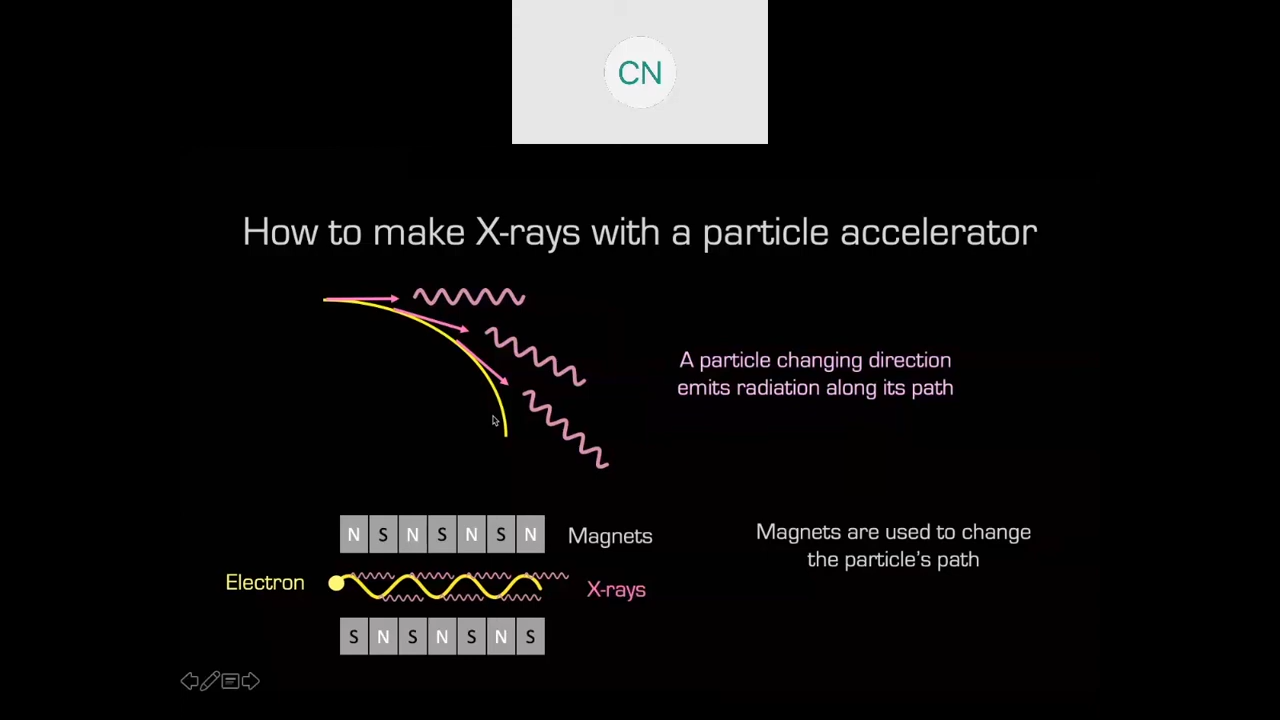 CN
How to make X-rays with a particle accelerator
A particle changing direction
emits radiation along its path
N S N S N S N
Magnets
Magnets are used to change
the particle's path
Electron
X-rays
S N S N S N S